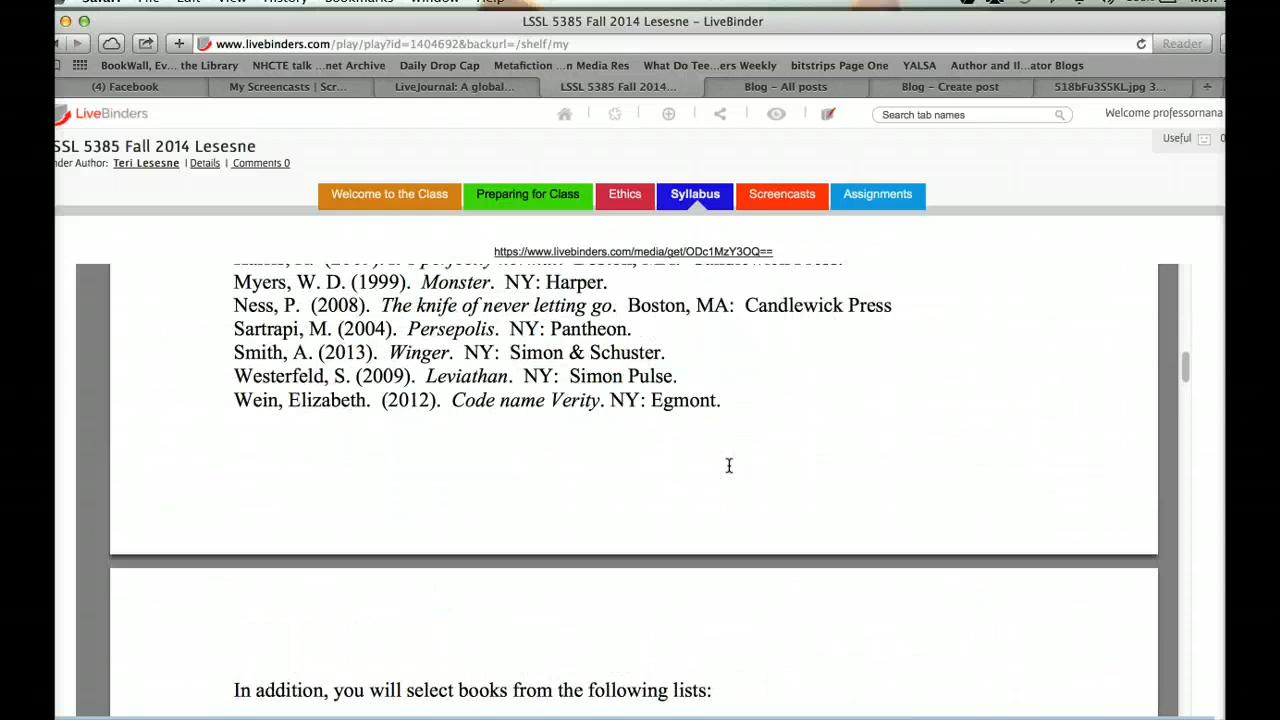 Safari File Edit View History Bookmarks Window Help
LSSL 5385 Fall 2014 Lesesne – LiveBinder
www.livebinders.com/play/play?id=1404692&backurl=/shelf/my
Reader
BookWall, Ev... the Library NHCTE talk ...net Archive Daily Drop Cap Metafiction ...n Media Res What Do Tee...ers Weekly bitstrips Page One YALSA Author and Il...ator Blogs
(4) Facebook My Screencasts | Scr... LiveJournal: A global... LSSL 5385 Fall 2014... Blog – All posts Blog – Create post 518bFu3S5KL.jpg 3...
LiveBinders Search tab names Welcome professornana
SSL 5385 Fall 2014 Lesesne Useful
nder Author: Teri Lesesne | Details | Comments 0
Welcome to the Class Preparing for Class Ethics Syllabus Screencasts Assignments
https://www.livebinders.com/media/get/ODc1MzY3OQ==
Myers, W. D. (1999). Monster. NY: Harper.
Ness, P. (2008). The knife of never letting go. Boston, MA: Candlewick Press
Sartrapi, M. (2004). Persepolis. NY: Pantheon.
Smith, A. (2013). Winger. NY: Simon & Schuster.
Westerfeld, S. (2009). Leviathan. NY: Simon Pulse.
Wein, Elizabeth. (2012). Code name Verity. NY: Egmont.
In addition, you will select books from the following lists: